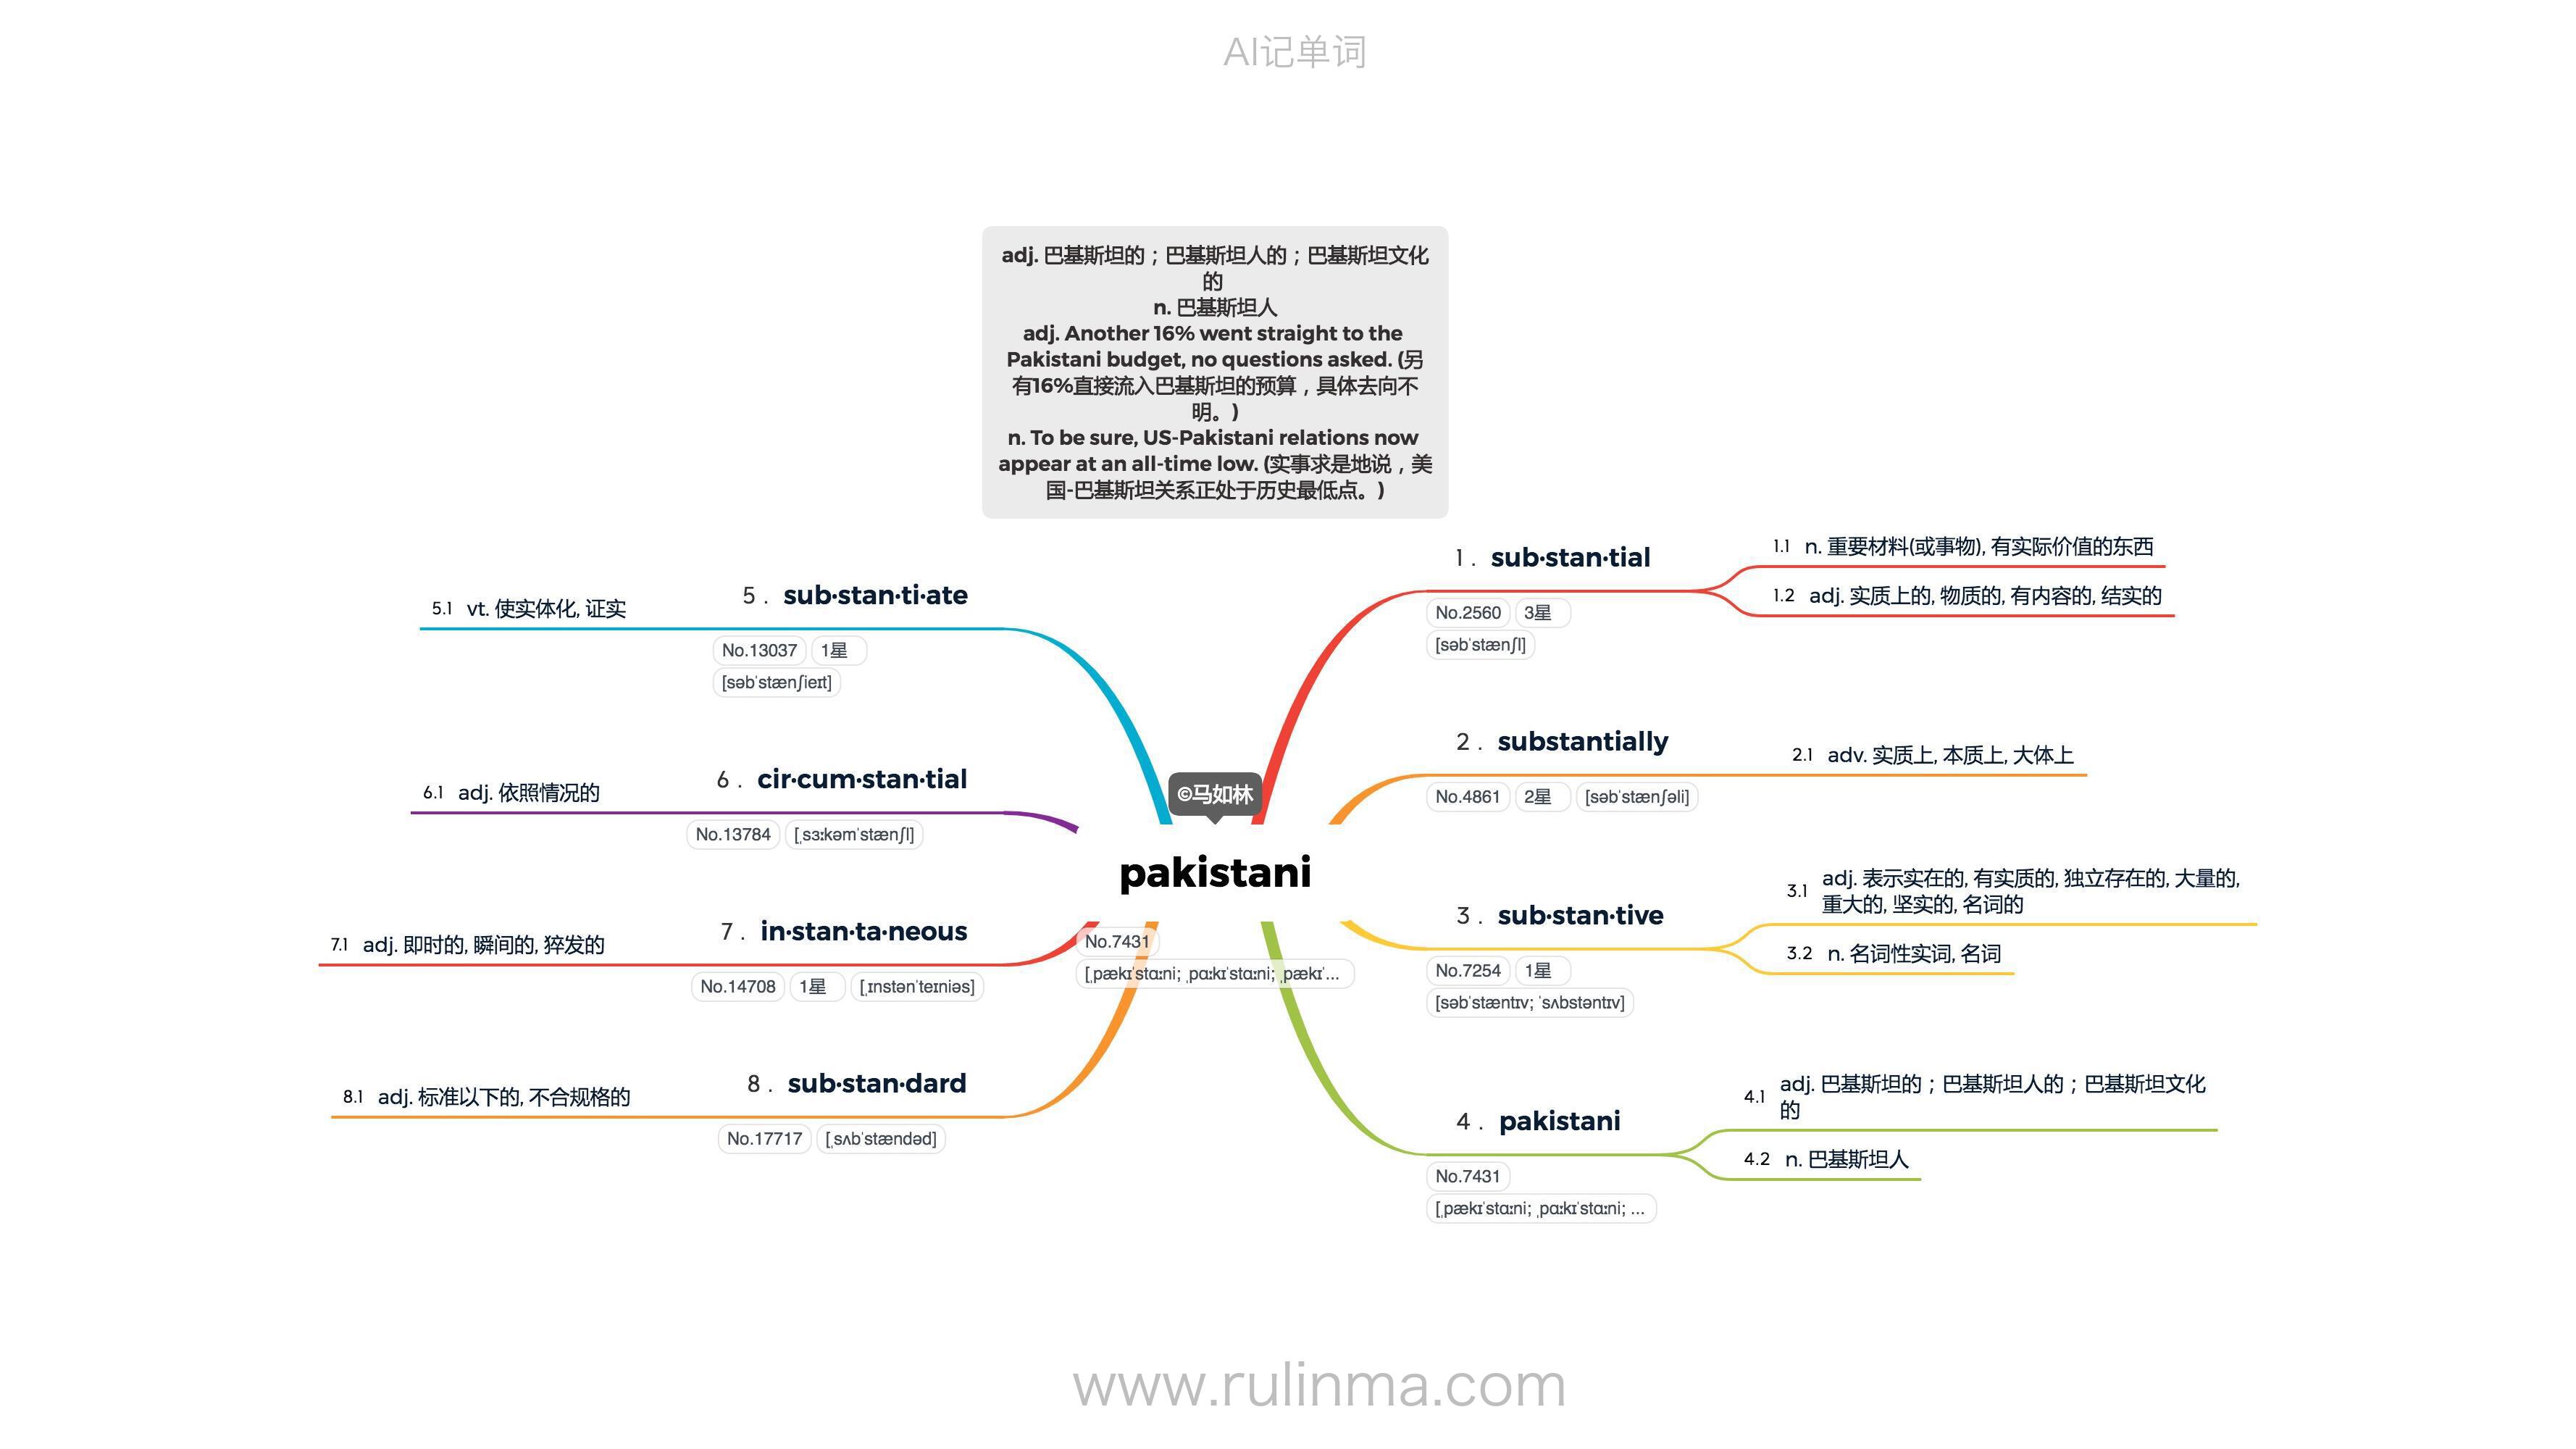 AI记单词
adj. 巴基斯坦的；巴基斯坦人的；巴基斯坦文化
的
n. 巴基斯坦人
adj. Another 16% went straight to the
Pakistani budget, no questions asked. (另
有16%直接流入巴基斯坦的预算，具体去向不
明。)
n. To be sure, US-Pakistani relations now
appear at an all-time low. (实事求是地说，美
国-巴基斯坦关系正处于历史最低点。)
©马如林
pakistani
No.7431
[ˌpækɪˈstɑːni; ˌpɑːkɪˈstɑːni; ˌpækɪˈ...
1 . sub·stan·tial
No.2560 3星
[səbˈstænʃl]
1.1 n. 重要材料(或事物), 有实际价值的东西
1.2 adj. 实质上的, 物质的, 有内容的, 结实的
2 . substantially
No.4861 2星 [səbˈstænʃəli]
2.1 adv. 实质上, 本质上, 大体上
3 . sub·stan·tive
No.7254 1星
[səbˈstæntɪv; ˈsʌbstəntɪv]
3.1 adj. 表示实在的, 有实质的, 独立存在的, 大量的,
重大的, 坚实的, 名词的
3.2 n. 名词性实词, 名词
4 . pakistani
No.7431
[ˌpækɪˈstɑːni; ˌpɑːkɪˈstɑːni; ...
4.1 adj. 巴基斯坦的；巴基斯坦人的；巴基斯坦文化
的
4.2 n. 巴基斯坦人
5 . sub·stan·ti·ate
No.13037 1星
[səbˈstænʃieɪt]
5.1 vt. 使实体化, 证实
6 . cir·cum·stan·tial
No.13784 [ˌsɜːkəmˈstænʃl]
6.1 adj. 依照情况的
7 . in·stan·ta·neous
No.14708 1星 [ˌɪnstənˈteɪniəs]
7.1 adj. 即时的, 瞬间的, 猝发的
8 . sub·stan·dard
No.17717 [ˌsʌbˈstændəd]
8.1 adj. 标准以下的, 不合规格的
www.rulinma.com